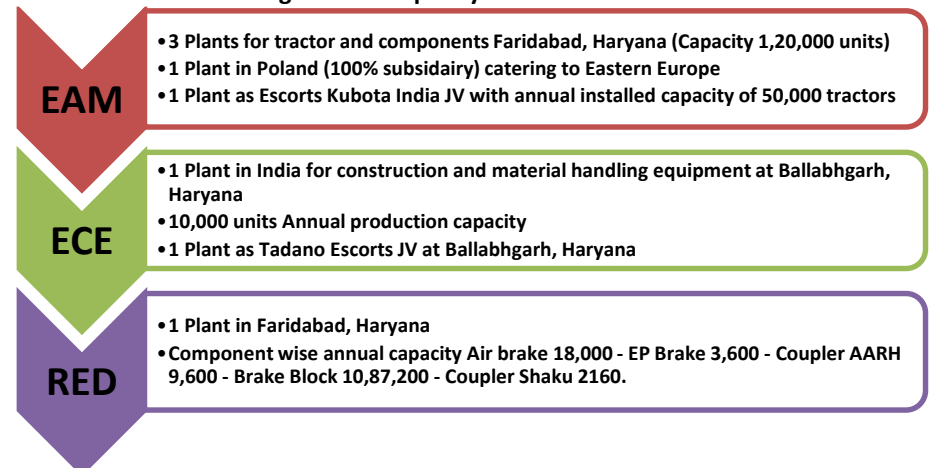 EAM
•3 Plants for tractor and components Faridabad, Haryana (Capacity 1,20,000 units)
•1 Plant in Poland (100% subsidairy) catering to Eastern Europe
•1 Plant as Escorts Kubota India JV with annual installed capacity of 50,000 tractors
ECE
•1 Plant in India for construction and material handling equipment at Ballabhgarh,
Haryana
•10,000 units Annual production capacity
•1 Plant as Tadano Escorts JV at Ballabhgarh, Haryana
RED
•1 Plant in Faridabad, Haryana
•Component wise annual capacity Air brake 18,000 - EP Brake 3,600 - Coupler AARH
9,600 - Brake Block 10,87,200 - Coupler Shaku 2160.